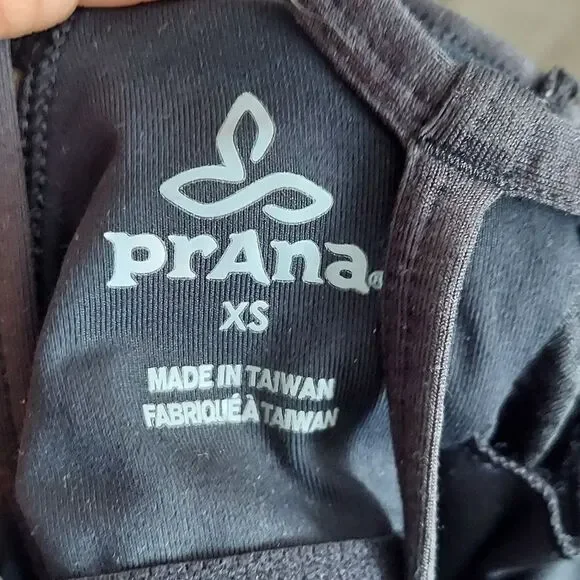 prAna®
XS
MADE IN TAIWAN
FABRIQUÉ À TAIWAN